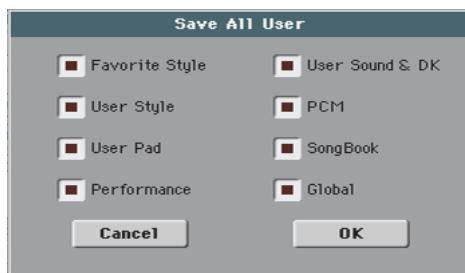 Save All User
Favorite Style
User Sound & DK
User Style
PCM
User Pad
SongBook
Performance
Global
Cancel
OK